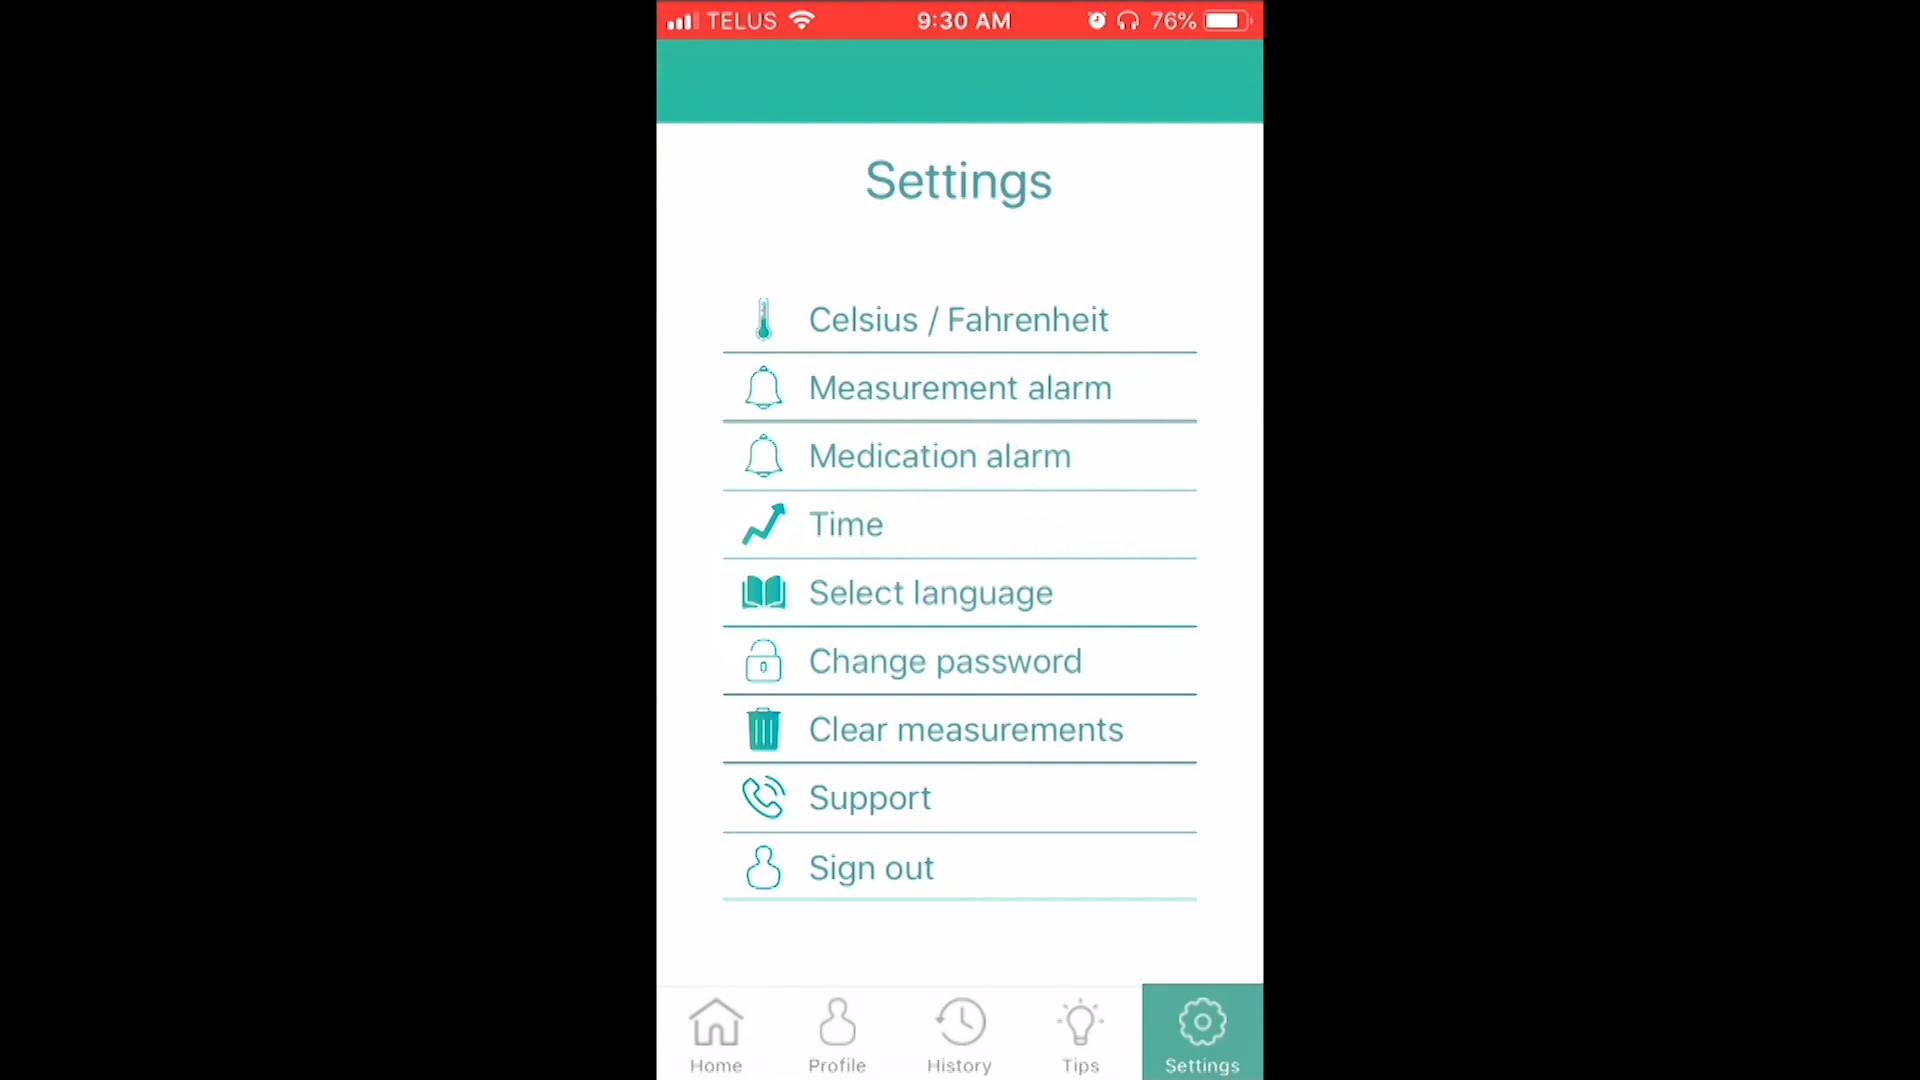 TELUS 9:30 AM 76%
Settings
Celsius / Fahrenheit
Measurement alarm
Medication alarm
Time
Select language
Change password
Clear measurements
Support
Sign out
Home Profile History Tips Settings